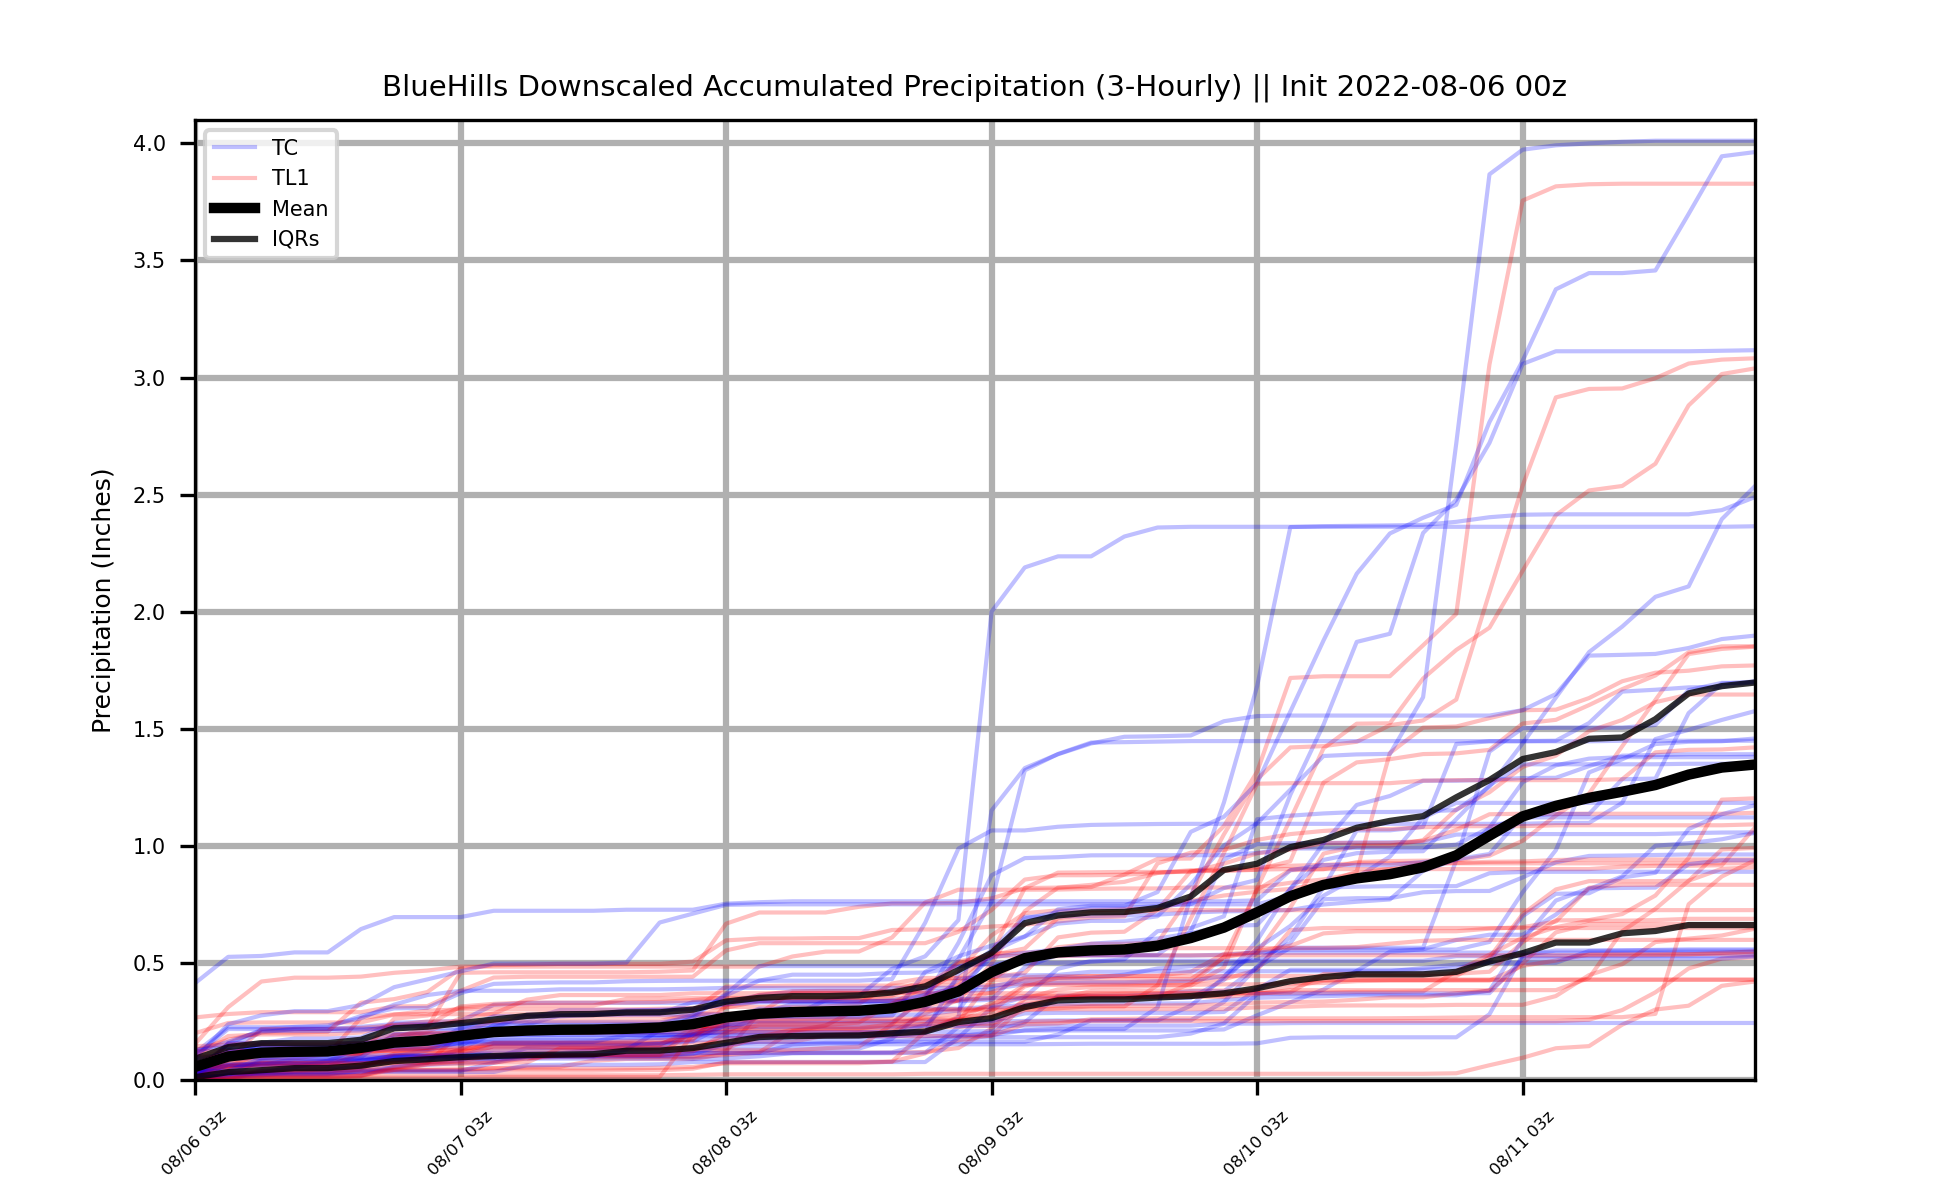 BlueHills Downscaled Accumulated Precipitation (3-Hourly) || Init 2022-08-06 00z
TC
TL1
Mean
IQRs
Precipitation (Inches)
4.0
3.5
3.0
2.5
2.0
1.5
1.0
0.5
0.0
08/06 03z
08/07 03z
08/08 03z
08/09 03z
08/10 03z
08/11 03z